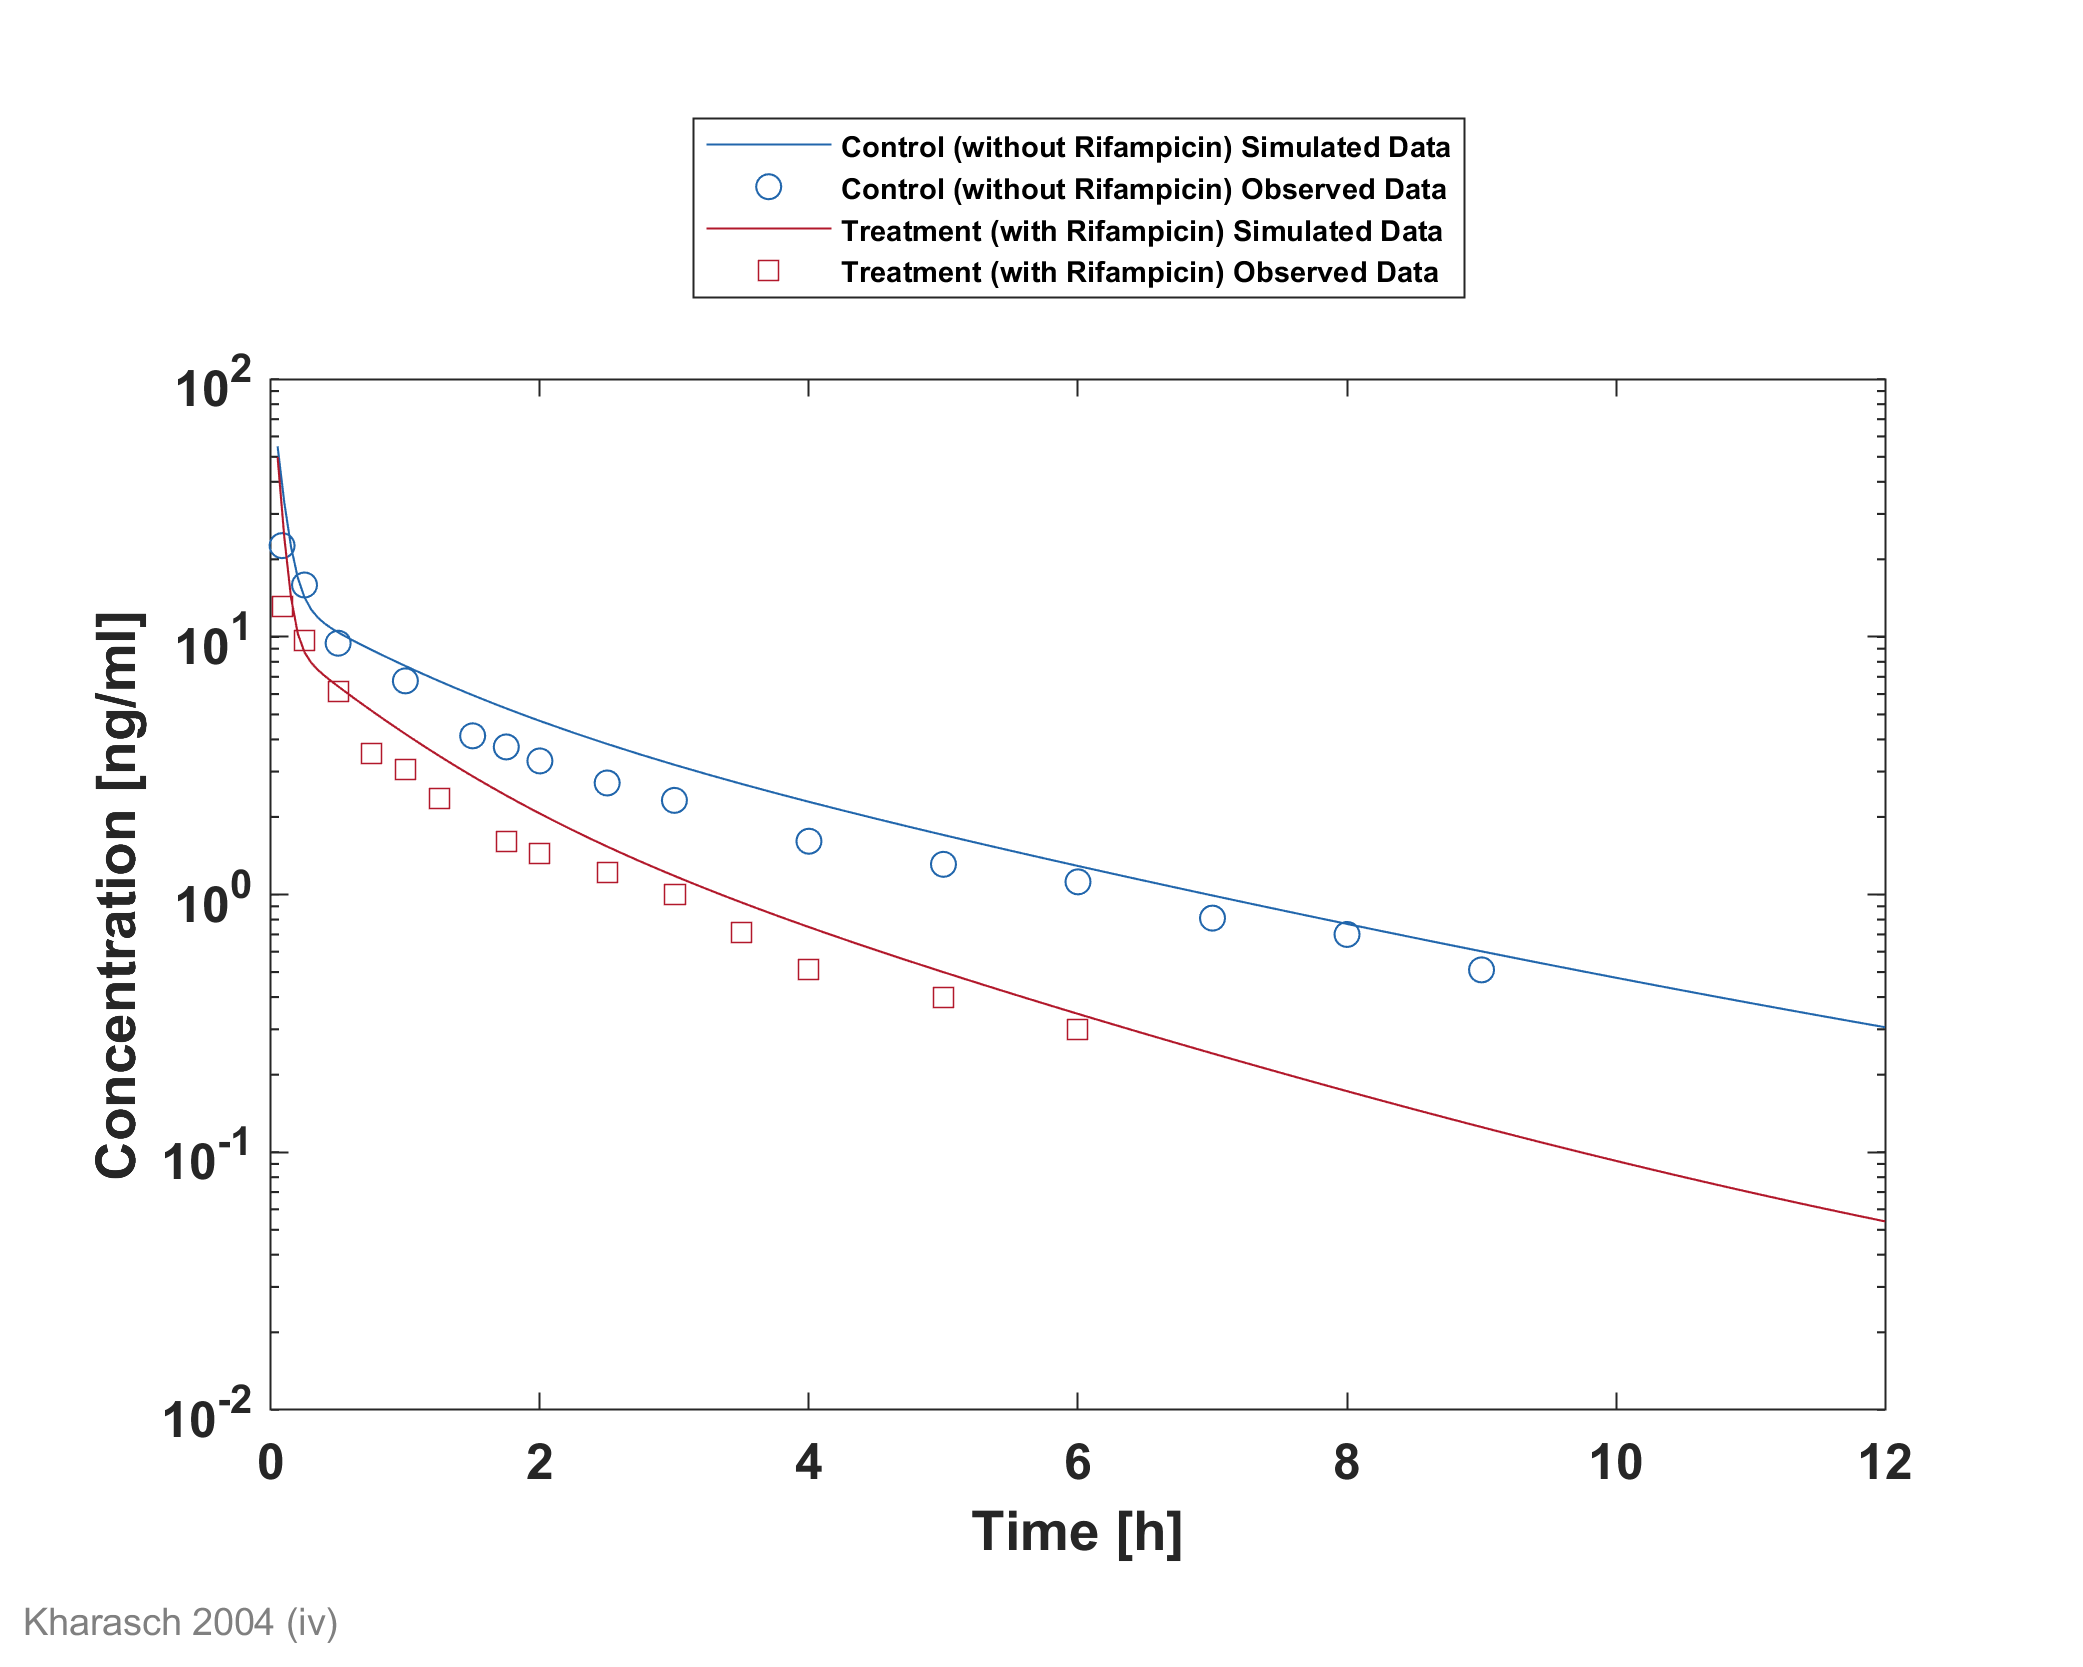 Control (without Rifampicin) Simulated Data
Control (without Rifampicin) Observed Data
Treatment (with Rifampicin) Simulated Data
Treatment (with Rifampicin) Observed Data
10^2
10^1
10^0
10^-1
10^-2
Concentration [ng/ml]
0 2 4 6 8 10 12
Time [h]
Kharasch 2004 (iv)